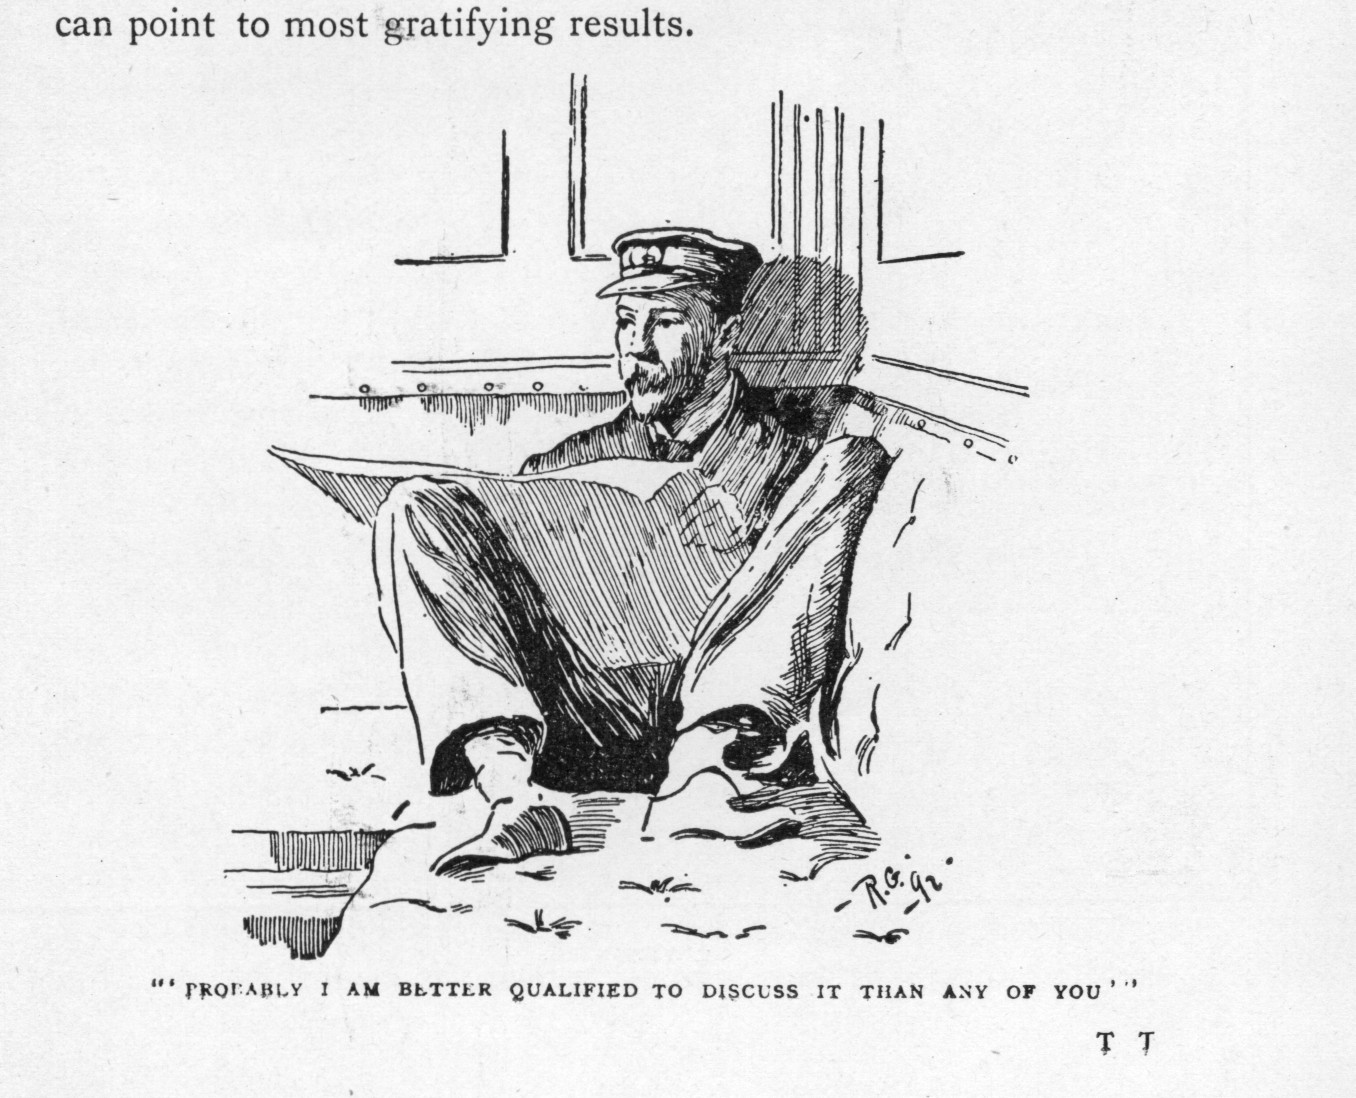 can point to most gratifying results.
R.G. 92
"'PROBABLY I AM BETTER QUALIFIED TO DISCUSS IT THAN ANY OF YOU'"
T T